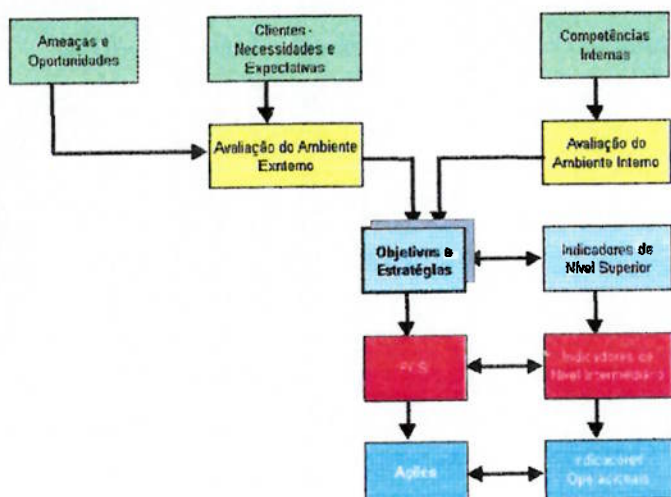 Ameaças e
Oportunidades
Clientes -
Necessidades e
Expectativas
Competências
Internas
Avaliação do Ambiente
Exnterno
Avaliação do
Ambiente Interno
Objetivos e
Estratégias
Indicadores de
Nível Superior
Indicadores de
Nível Intermediário
Ações
Indicadores
Operacionais